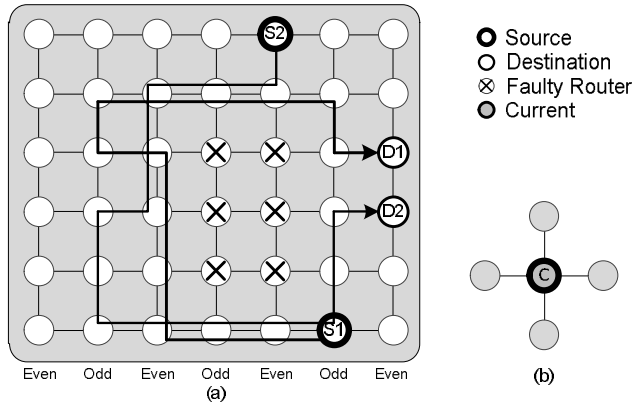 S2
Source
Destination
Faulty Router
Current
D1
D2
C
S1
Even Odd Even Odd Even Odd Even
(a)
(b)